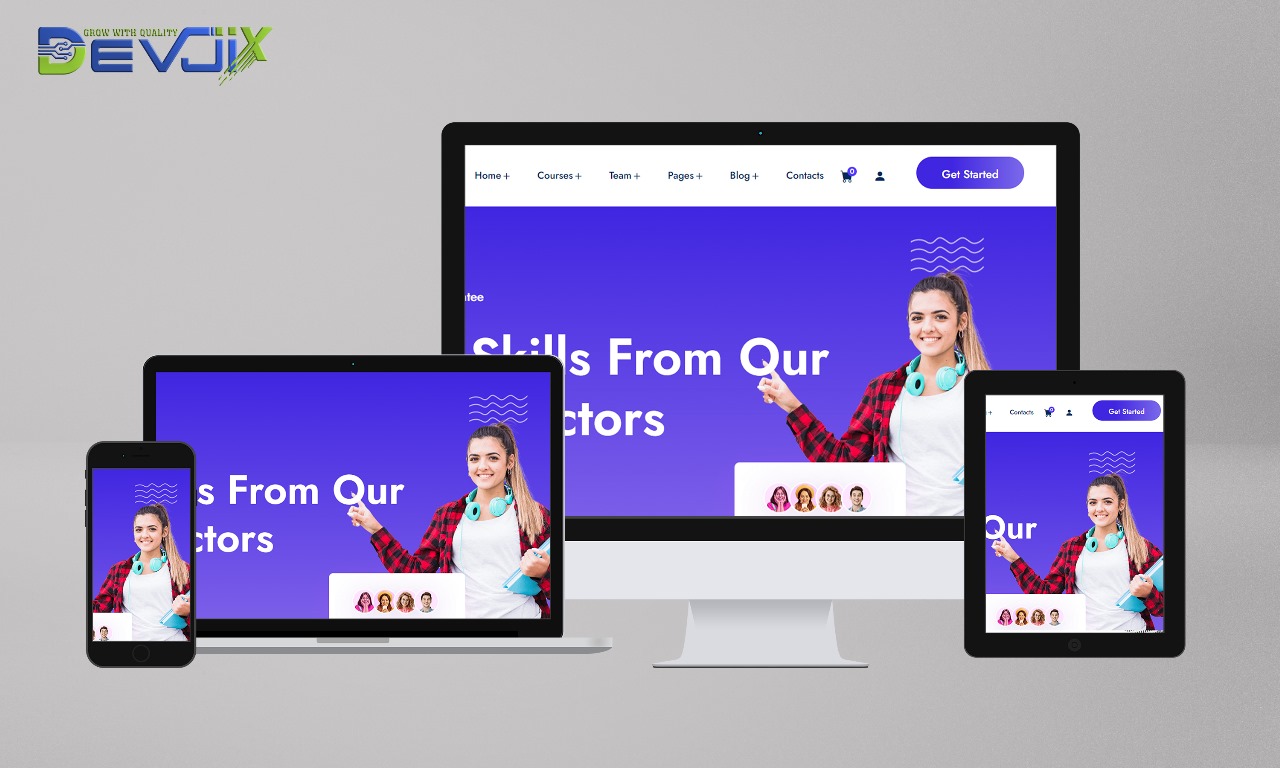 GROW WITH QUALITY
DEVJiX
Home + Courses + Team + Pages + Blog + Contacts 0 Get Started
tee
Skills From Qur
ctors
s From Qur
ctors
+ Contacts 0 Get Started
Qur